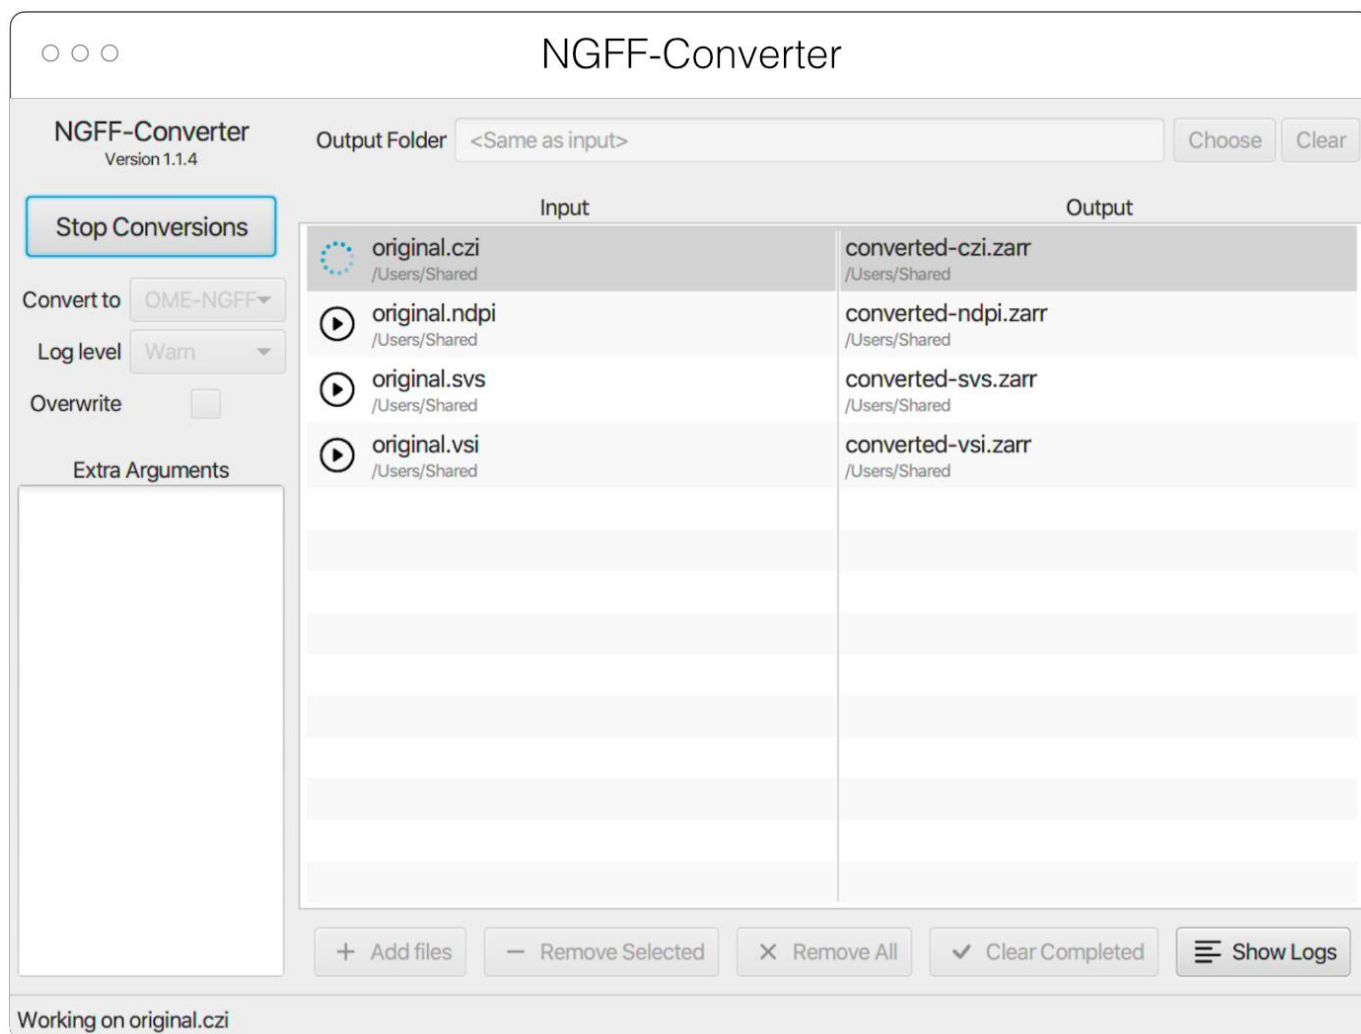 NGFF-Converter
NGFF-Converter
Version 1.1.4
Output Folder <Same as input> Choose Clear
Stop Conversions
Convert to OME-NGFF
Log level Warn
Overwrite
Extra Arguments
Input Output
original.czi converted-czi.zarr
/Users/Shared /Users/Shared
original.ndpi converted-ndpi.zarr
/Users/Shared /Users/Shared
original.svs converted-svs.zarr
/Users/Shared /Users/Shared
original.vsi converted-vsi.zarr
/Users/Shared /Users/Shared
+ Add files − Remove Selected × Remove All ✓ Clear Completed Show Logs
Working on original.czi